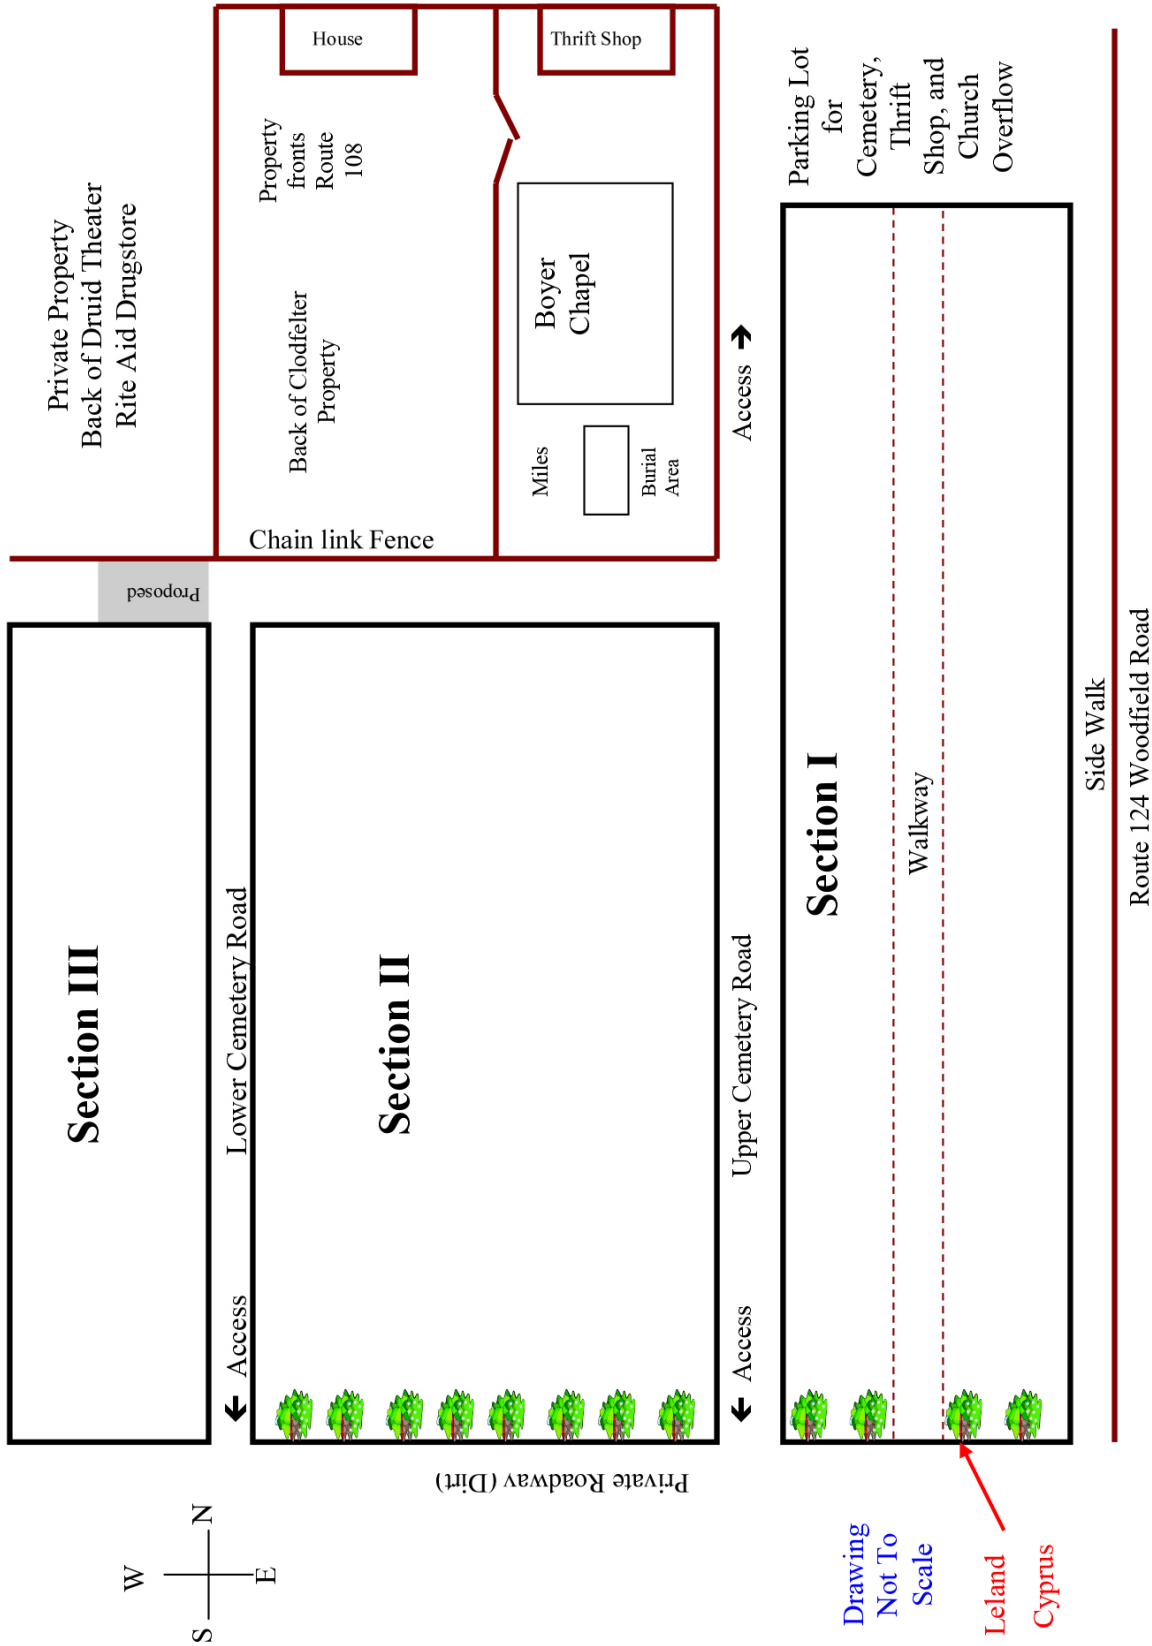 House
Thrift Shop
Property
fronts
Route
108
Parking Lot
for
Cemetery,
Thrift
Shop, and
Church
Overflow
Private Property
Back of Druid Theater
Rite Aid Drugstore
Back of Clodfelter
Property
Boyer
Chapel
Miles
Burial
Area
Access
Chain link Fence
Proposed
Section III
Lower Cemetery Road
Access
Section II
Upper Cemetery Road
Access
Section I
Walkway
Side Walk
Route 124 Woodfield Road
Private Roadway (Dirt)
W
N
E
S
Drawing
Not To
Scale
Leland
Cyprus